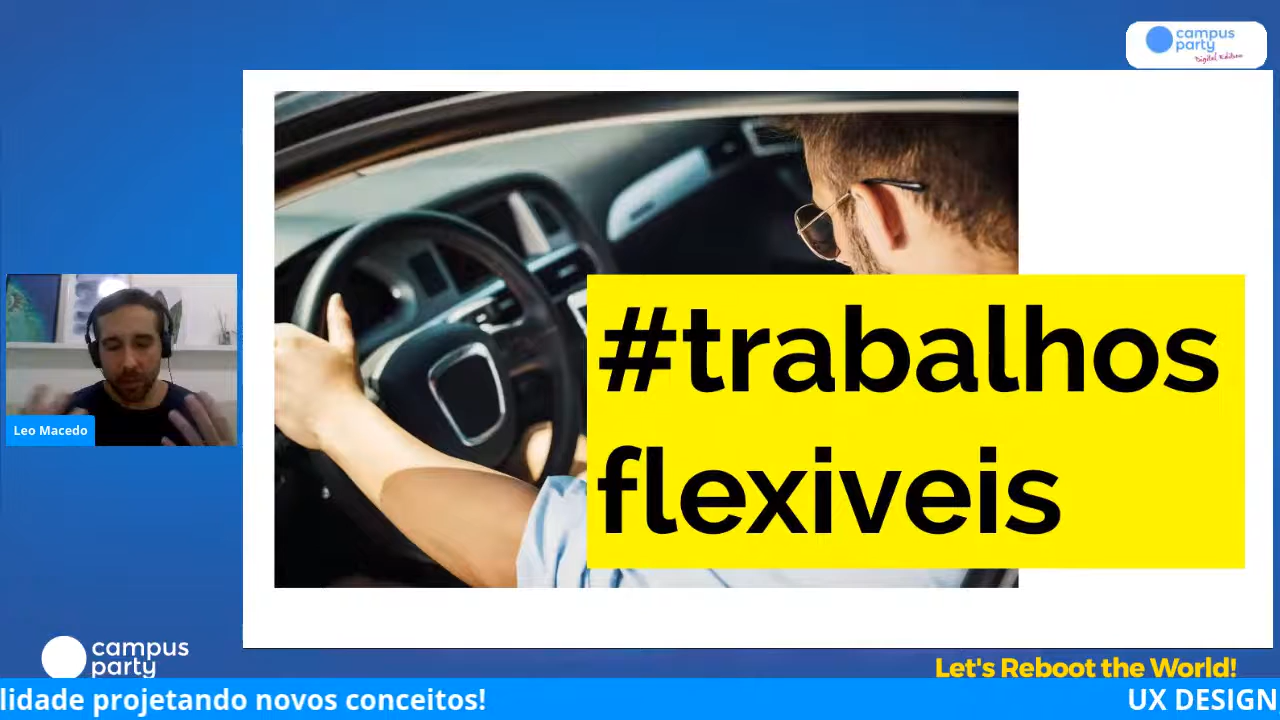 campus
party
Digital Edition
#trabalhos
flexiveis
Leo Macedo
campus
party
Let's Reboot the World!
lidade projetando novos conceitos!
UX DESIGN